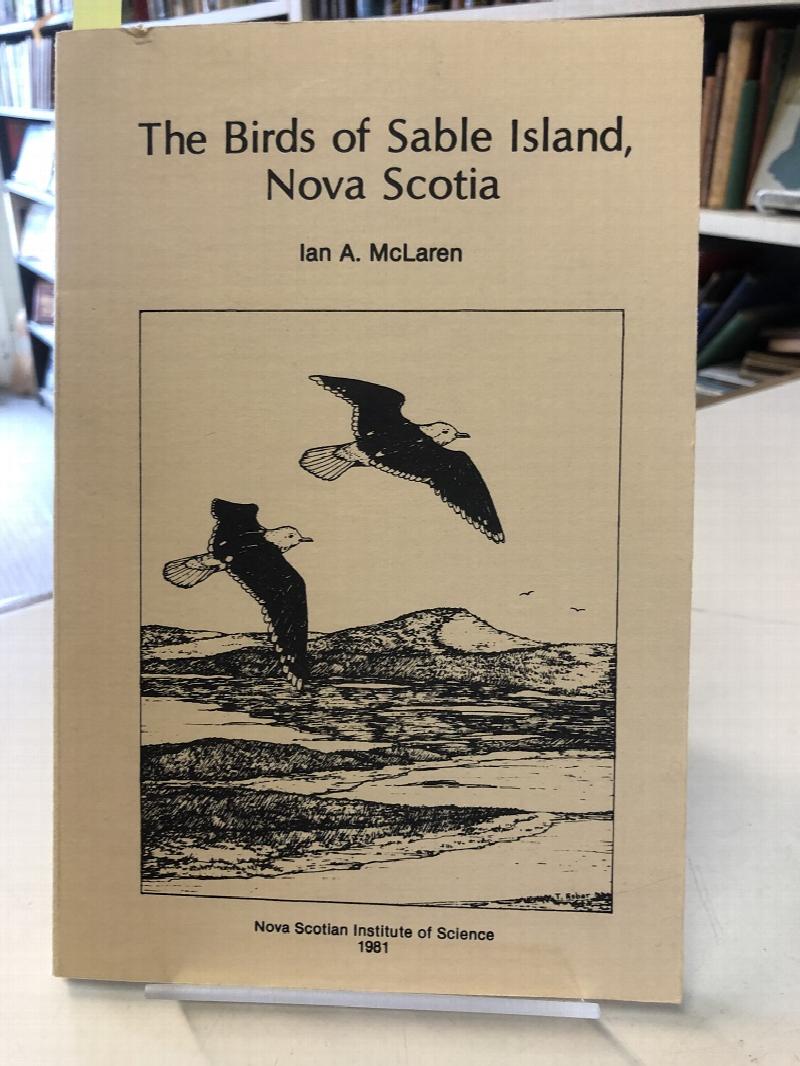 The Birds of Sable Island,
Nova Scotia
Ian A. McLaren
Nova Scotian Institute of Science
1981